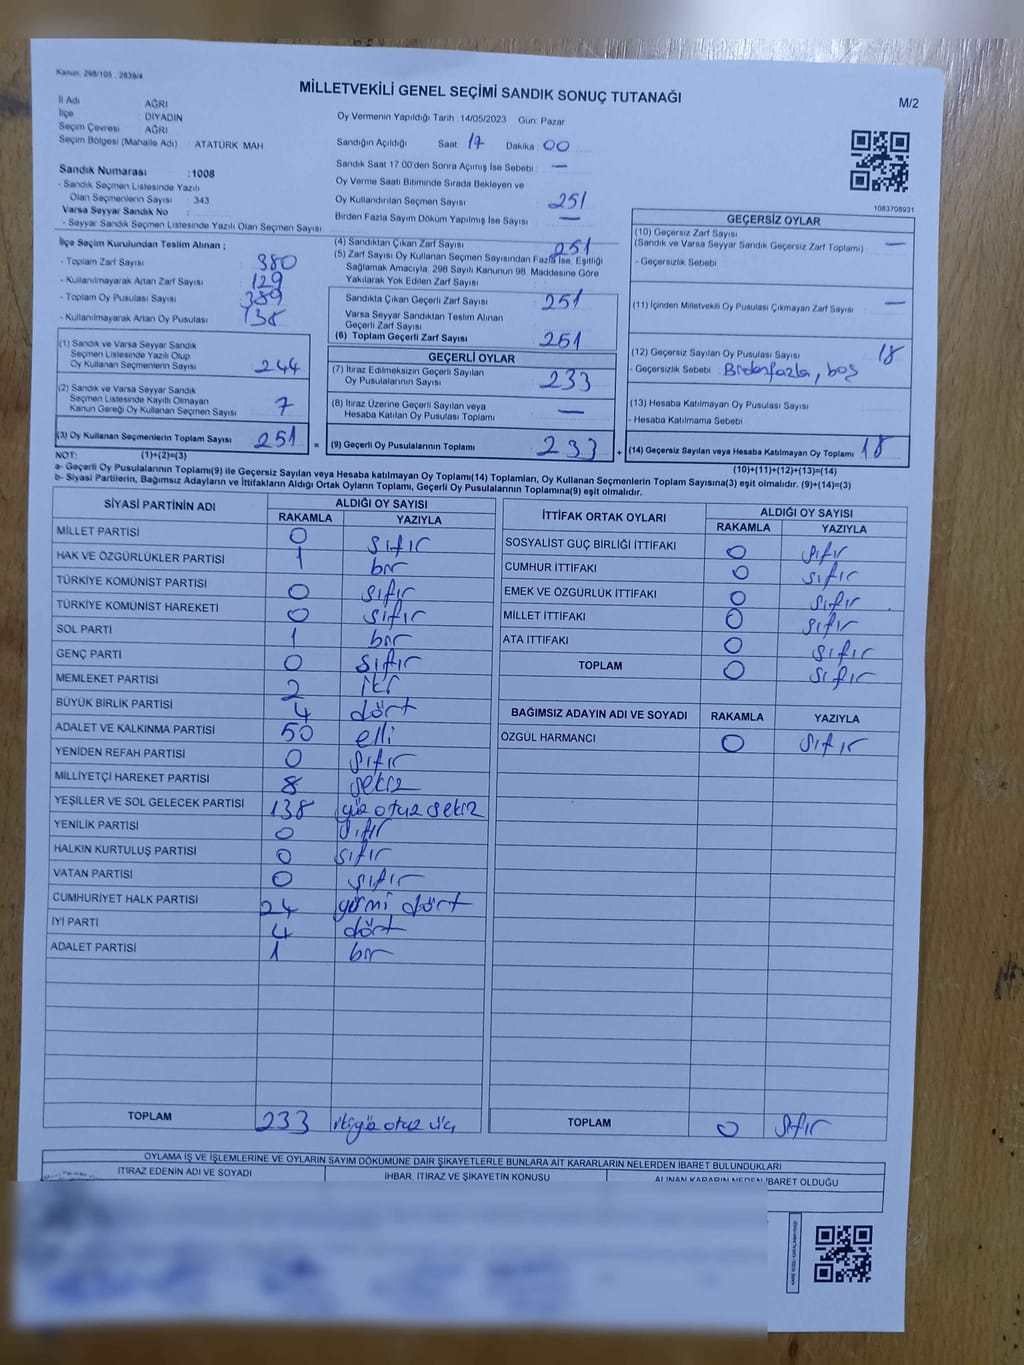 Kanun, 298/105 , 2839/4
MİLLETVEKİLİ GENEL SEÇİMİ SANDIK SONUÇ TUTANAĞI
M/2
İl Adı AĞRI
İlçe DİYADİN
Seçim Çevresi AĞRI
Seçim Bölgesi (Mahalle Adı) ATATÜRK MAH
Sandık Numarası :1008
- Sandık Seçmen Listesinde Yazılı
Olan Seçmenlerin Sayısı : 343
Varsa Seyyar Sandık No :
- Seyyar Sandık Seçmen Listesinde Yazılı Olan Seçmen Sayısı
Oy Vermenin Yapıldığı Tarih :14/05/2023 Gün: Pazar
Sandığın Açıldığı Saat: 17 Dakika: 00
Sandık Saat 17.00'den Sonra Açımış İse Sebebi : —
Oy Verme Saati Bitiminde Sırada Bekleyen ve
Oy Kullandırılan Seçmen Sayısı : 251
Birden Fazla Sayım Döküm Yapılmış İse Sayısı : —
1083708931
İlçe Seçim Kurulundan Teslim Alınan ;
- Toplam Zarf Sayısı : 380
- Kullanılmayarak Artan Zarf Sayısı : 129
- Toplam Oy Pusulası Sayısı : 389
- Kullanılmayarak Artan Oy Pusulası : 138
(1) Sandık ve Varsa Seyyar Sandık
Seçmen Listesinde Yazılı Olup
Oy Kullanan Seçmenlerin Sayısı : 244
(2) Sandık ve Varsa Seyyar Sandık
Seçmen Listesinde Kayıtlı Olmayan
Kanun Gereği Oy Kullanan Seçmen Sayısı : 7
(3) Oy Kullanan Seçmenlerin Toplam Sayısı 251 =
(4) Sandıktan Çıkan Zarf Sayısı : 251
(5) Zarf Sayısı Oy Kullanan Seçmen Sayısından Fazla İse, Eşitliği
Sağlamak Amacıyla, 298 Sayılı Kanunun 98. Maddesine Göre
Yakılarak Yok Edilen Zarf Sayısı :
Sandıkta Çıkan Geçerli Zarf Sayısı : 251
Varsa Seyyar Sandıktan Teslim Alınan
Geçerli Zarf Sayısı :
(6) Toplam Geçerli Zarf Sayısı : 251
GEÇERLİ OYLAR
(7) İtiraz Edilmeksizin Geçerli Sayılan
Oy Pusulalarının Sayısı : 233
(8) İtiraz Üzerine Geçerli Sayılan veya
Hesaba Katılan Oy Pusulası Toplamı : —
(9) Geçerli Oy Pusulalarının Toplamı : 233 +
GEÇERSİZ OYLAR
(10) Geçersiz Zarf Sayısı
(Sandık ve Varsa Seyyar Sandık Geçersiz Zarf Toplamı) : —
- Geçersizlik Sebebi :
(11) İçinden Milletvekili Oy Pusulası Çıkmayan Zarf Sayısı : —
(12) Geçersiz Sayılan Oy Pusulası Sayısı : 18
- Geçersizlik Sebebi : Birdenfazla, boş
(13) Hesaba Katılmayan Oy Pusulası Sayısı :
- Hesaba Katılmama Sebebi :
(14) Geçersiz Sayılan veya Hesaba Katılmayan Oy Toplamı : 18
NOT: (1)+(2)=(3) (10)+(11)+(12)+(13)=(14)
a- Geçerli Oy Pusulalarının Toplamı(9) ile Geçersiz Sayılan veya Hesaba katılmayan Oy Toplamı(14) Toplamları, Oy Kullanan Seçmenlerin Toplam Sayısına(3) eşit olmalıdır. (9)+(14)=(3)
b- Siyasi Partilerin, Bağımsız Adayların ve İttifakların Aldığı Ortak Oyların Toplamı, Geçerli Oy Pusulalarının Toplamına(9) eşit olmalıdır.
SİYASİ PARTİNİN ADI ALDIĞI OY SAYISI
RAKAMLA YAZIYLA
MİLLET PARTİSİ 0 sıfır
HAK VE ÖZGÜRLÜKLER PARTİSİ 1 bir
TÜRKİYE KOMÜNİST PARTİSİ 0 sıfır
TÜRKİYE KOMÜNİST HAREKETİ 0 sıfır
SOL PARTİ 1 bir
GENÇ PARTİ 0 sıfır
MEMLEKET PARTİSİ 2 iki
BÜYÜK BİRLİK PARTİSİ 4 dört
ADALET VE KALKINMA PARTİSİ 50 elli
YENİDEN REFAH PARTİSİ 0 sıfır
MİLLİYETÇİ HAREKET PARTİSİ 8 sekiz
YEŞİLLER VE SOL GELECEK PARTİSİ 138 yüz otuz sekiz
YENİLİK PARTİSİ 0 sıfır
HALKIN KURTULUŞ PARTİSİ 0 sıfır
VATAN PARTİSİ 0 sıfır
CUMHURİYET HALK PARTİSİ 24 yirmi dört
İYİ PARTİ 4 dört
ADALET PARTİSİ 1 bir
TOPLAM 233 ikiyüz otuz üç
İTTİFAK ORTAK OYLARI ALDIĞI OY SAYISI
RAKAMLA YAZIYLA
SOSYALİST GÜÇ BİRLİĞİ İTTİFAKI 0 sıfır
CUMHUR İTTİFAKI 0 sıfır
EMEK VE ÖZGÜRLÜK İTTİFAKI 0 sıfır
MİLLET İTTİFAKI 0 sıfır
ATA İTTİFAKI 0 sıfır
TOPLAM 0 sıfır
BAĞIMSIZ ADAYIN ADI VE SOYADI RAKAMLA YAZIYLA
ÖZGÜL HARMANCI 0 sıfır
TOPLAM 0 sıfır
OYLAMA İŞ VE İŞLEMLERİNE VE OYLARIN SAYIM DÖKÜMÜNE DAİR ŞİKAYETLERLE BUNLARA AİT KARARLARIN NELERDEN İBARET BULUNDUKLARI
İTİRAZ EDENİN ADI VE SOYADI İHBAR, İTİRAZ VE ŞİKAYETİN KONUSU ALINAN KARARIN NEDEN İBARET OLDUĞU